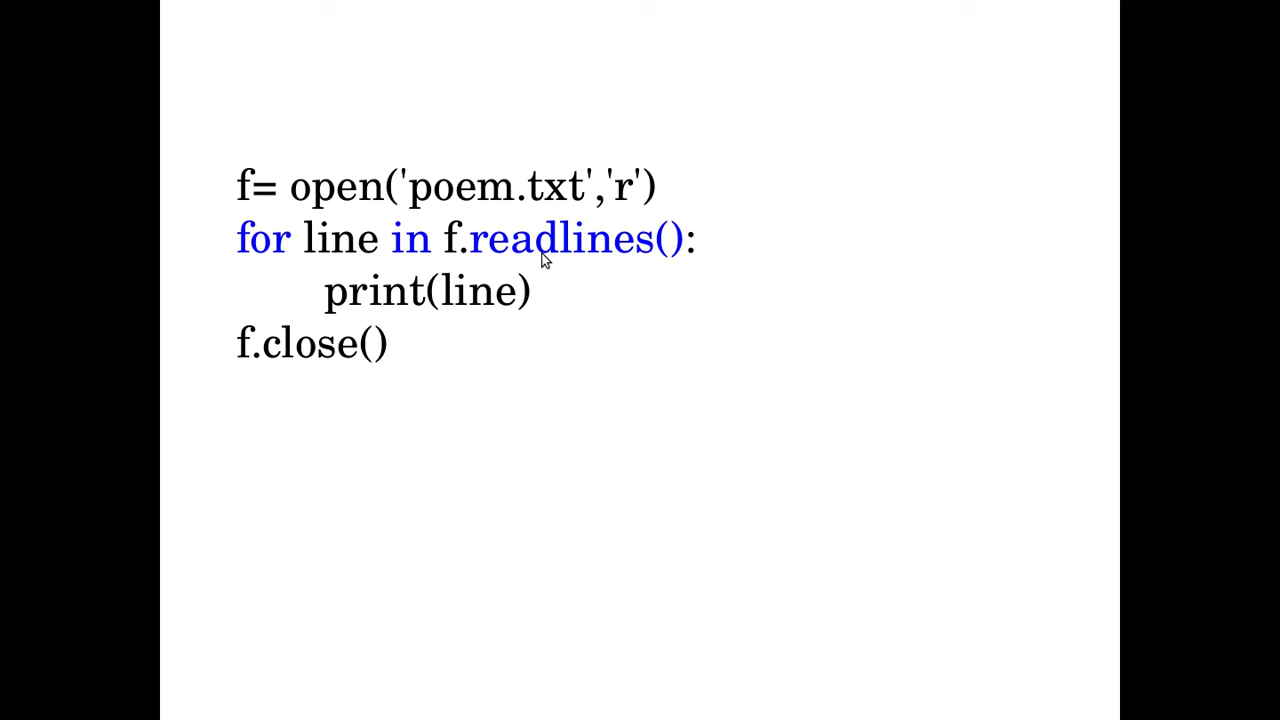 f= open('poem.txt','r')
for line in f.readlines():
print(line)
f.close()